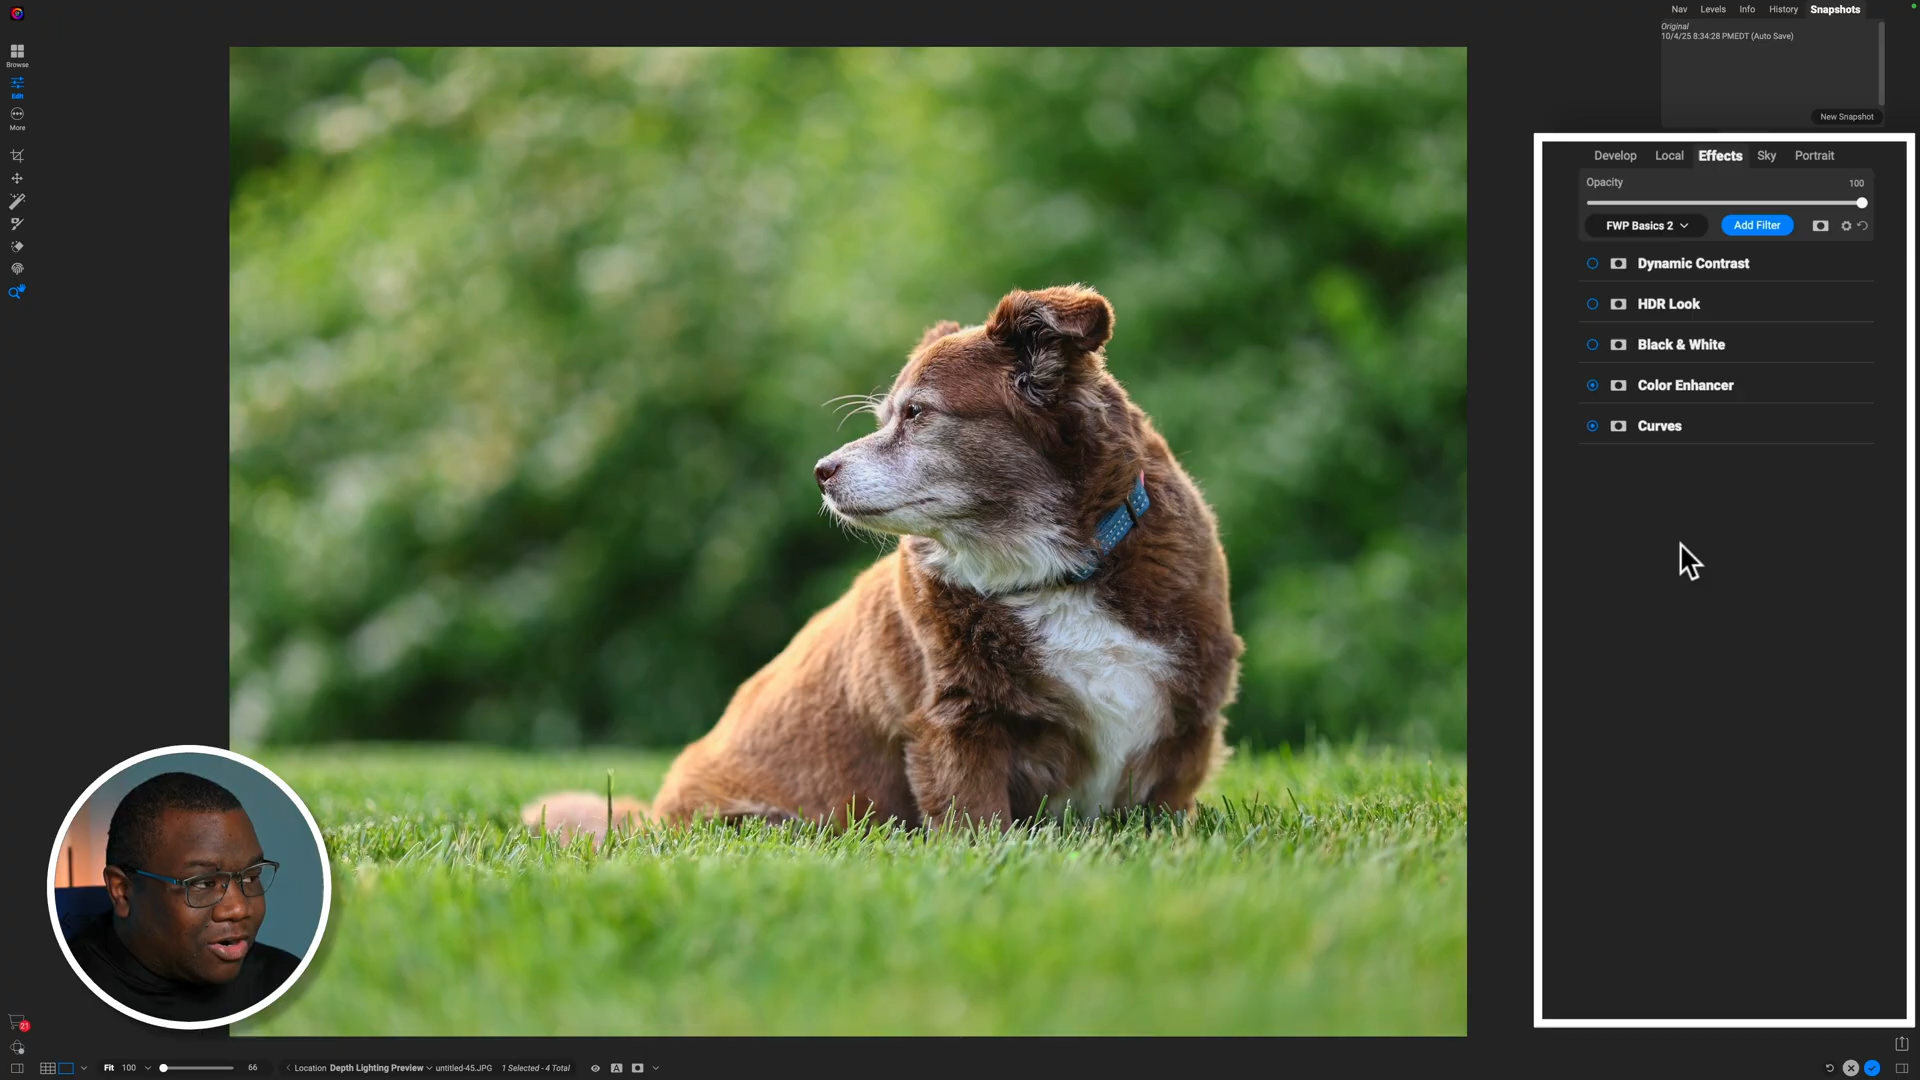 Nav Levels Info History Snapshots
Original
10/4/25 8:34:28 PMEDT (Auto Save)
New Snapshot
Browse
Edit
More
Develop Local Effects Sky Portrait
Opacity 100
FWP Basics 2 Add Filter
Dynamic Contrast
HDR Look
Black & White
Color Enhancer
Curves
21
Fit 100 66 Location Depth Lighting Preview untitled-45.JPG 1 Selected - 4 Total A